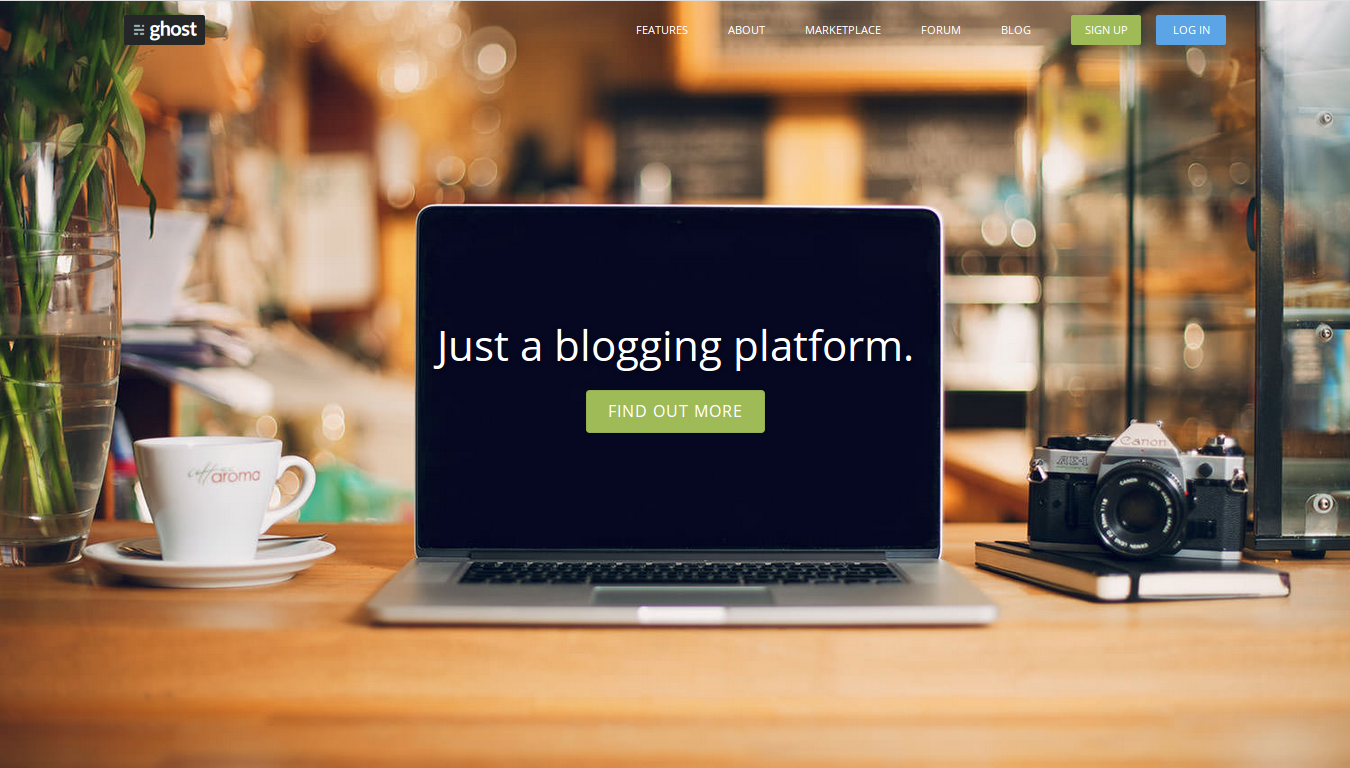 ghost
FEATURES
ABOUT
MARKETPLACE
FORUM
BLOG
SIGN UP
LOG IN
Just a blogging platform.
FIND OUT MORE
aroma
Canon
AE-1